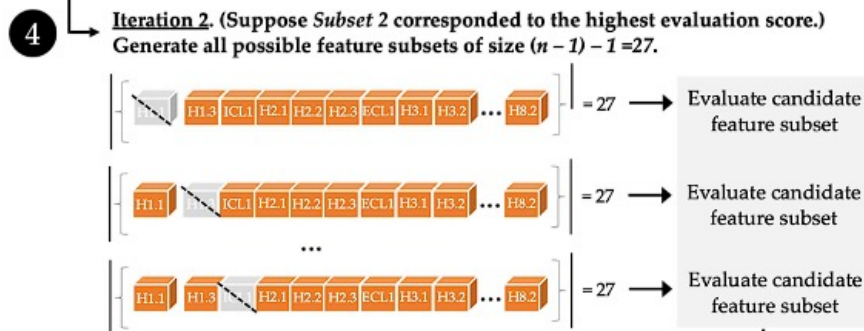 4
Iteration 2. (Suppose Subset 2 corresponded to the highest evaluation score.)
Generate all possible feature subsets of size (n – 1) – 1 =27.
H1.3 ICL1 H2.1 H2.2 H2.3 ECL1 H3.1 H3.2 ... H8.2 = 27
Evaluate candidate
feature subset
H1.1 ICL1 H2.1 H2.2 H2.3 ECL1 H3.1 H3.2 ... H8.2 = 27
Evaluate candidate
feature subset
...
H1.1 H1.3 H2.1 H2.2 H2.3 ECL1 H3.1 H3.2 ... H8.2 = 27
Evaluate candidate
feature subset